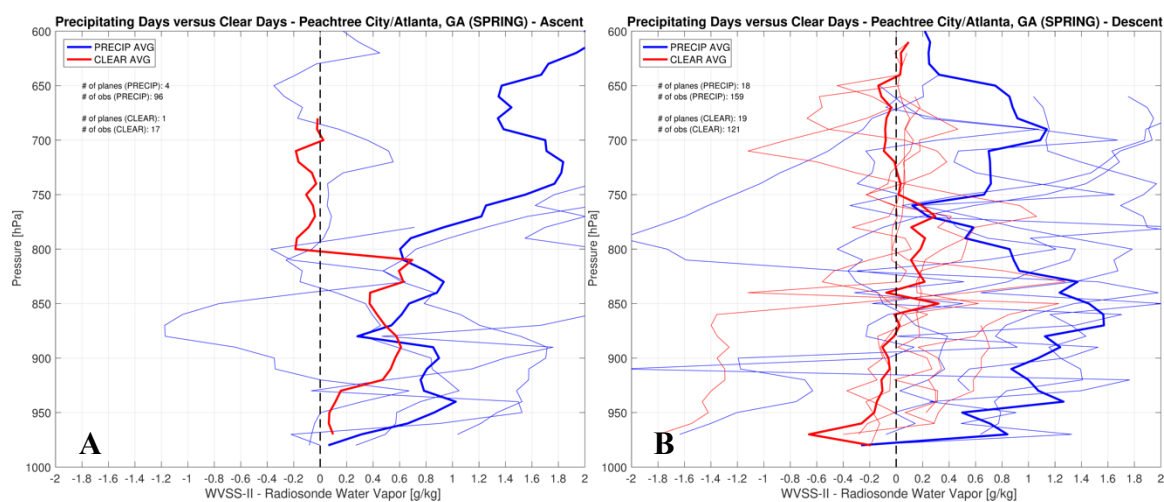 Precipitating Days versus Clear Days - Peachtree City/Atlanta, GA (SPRING) - Ascent
PRECIP AVG
CLEAR AVG
# of planes (PRECIP): 4
# of obs (PRECIP): 96
# of planes (CLEAR): 1
# of obs (CLEAR): 17
600
650
700
750
800
850
900
950
1000
Pressure [hPa]
A
-2 -1.8 -1.6 -1.4 -1.2 -1 -0.8 -0.6 -0.4 -0.2 0 0.2 0.4 0.6 0.8 1 1.2 1.4 1.6 1.8 2
WVSS-II - Radiosonde Water Vapor [g/kg]
Precipitating Days versus Clear Days - Peachtree City/Atlanta, GA (SPRING) - Descent
PRECIP AVG
CLEAR AVG
# of planes (PRECIP): 18
# of obs (PRECIP): 159
# of planes (CLEAR): 19
# of obs (CLEAR): 121
600
650
700
750
800
850
900
950
1000
Pressure [hPa]
B
-2 -1.8 -1.6 -1.4 -1.2 -1 -0.8 -0.6 -0.4 -0.2 0 0.2 0.4 0.6 0.8 1 1.2 1.4 1.6 1.8 2
WVSS-II - Radiosonde Water Vapor [g/kg]